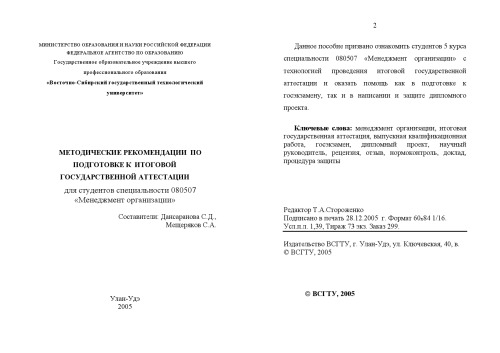 МИНИСТЕРСТВО ОБРАЗОВАНИЯ И НАУКИ РОССИЙСКОЙ ФЕДЕРАЦИИ
ФЕДЕРАЛЬНОЕ АГЕНТСТВО ПО ОБРАЗОВАНИЮ
Государственное образовательное учреждение высшего
профессионального образования
«Восточно-Сибирский государственный технологический
университет»
МЕТОДИЧЕСКИЕ РЕКОМЕНДАЦИИ ПО
ПОДГОТОВКЕ К ИТОГОВОЙ
ГОСУДАРСТВЕННОЙ АТТЕСТАЦИИ
для студентов специальности 080507
«Менеджмент организации»
Составители: Дансаранова С.Д.,
Мещеряков С.А.
Улан-Удэ
2005
2
Данное пособие призвано ознакомить студентов 5 курса
специальности 080507 «Менеджмент организации» с
технологией проведения итоговой государственной
аттестации и оказать помощь как в подготовке к
госэкзамену, так и в написании и защите дипломного
проекта.
Ключевые слова: менеджмент организации, итоговая
государственная аттестация, выпускная квалификационная
работа, госэкзамен, дипломный проект, научный
руководитель, рецензия, отзыв, нормоконтроль, доклад,
процедура защиты
Редактор Т.А.Стороженко
Подписано в печать 28.12.2005 г. Формат 60х84 1/16.
Усл.п.л. 1,39, Тираж 73 экз. Заказ 299.
Издательство ВСГТУ, г. Улан-Удэ, ул. Ключевская, 40, в.
© ВСГТУ, 2005
© ВСГТУ, 2005